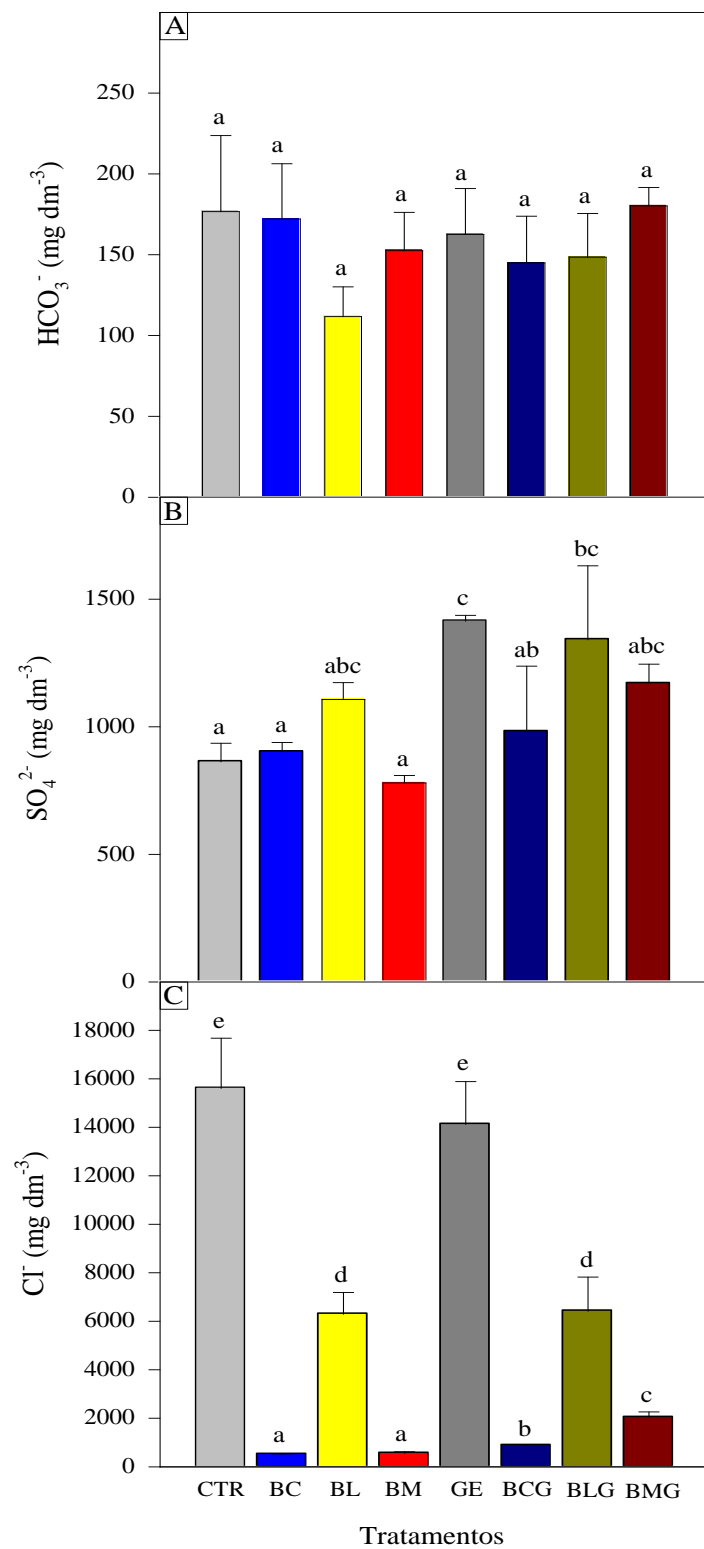 A
HCO₃⁻ (mg dm⁻³)
250
200
150
100
50
0
a a a a a a a a
B
SO₄²⁻ (mg dm⁻³)
1500
1000
500
0
a a abc a c ab bc abc
C
Cl⁻ (mg dm⁻³)
18000
16000
14000
12000
10000
8000
6000
4000
2000
0
e a d a e b d c
CTR BC BL BM GE BCG BLG BMG
Tratamentos